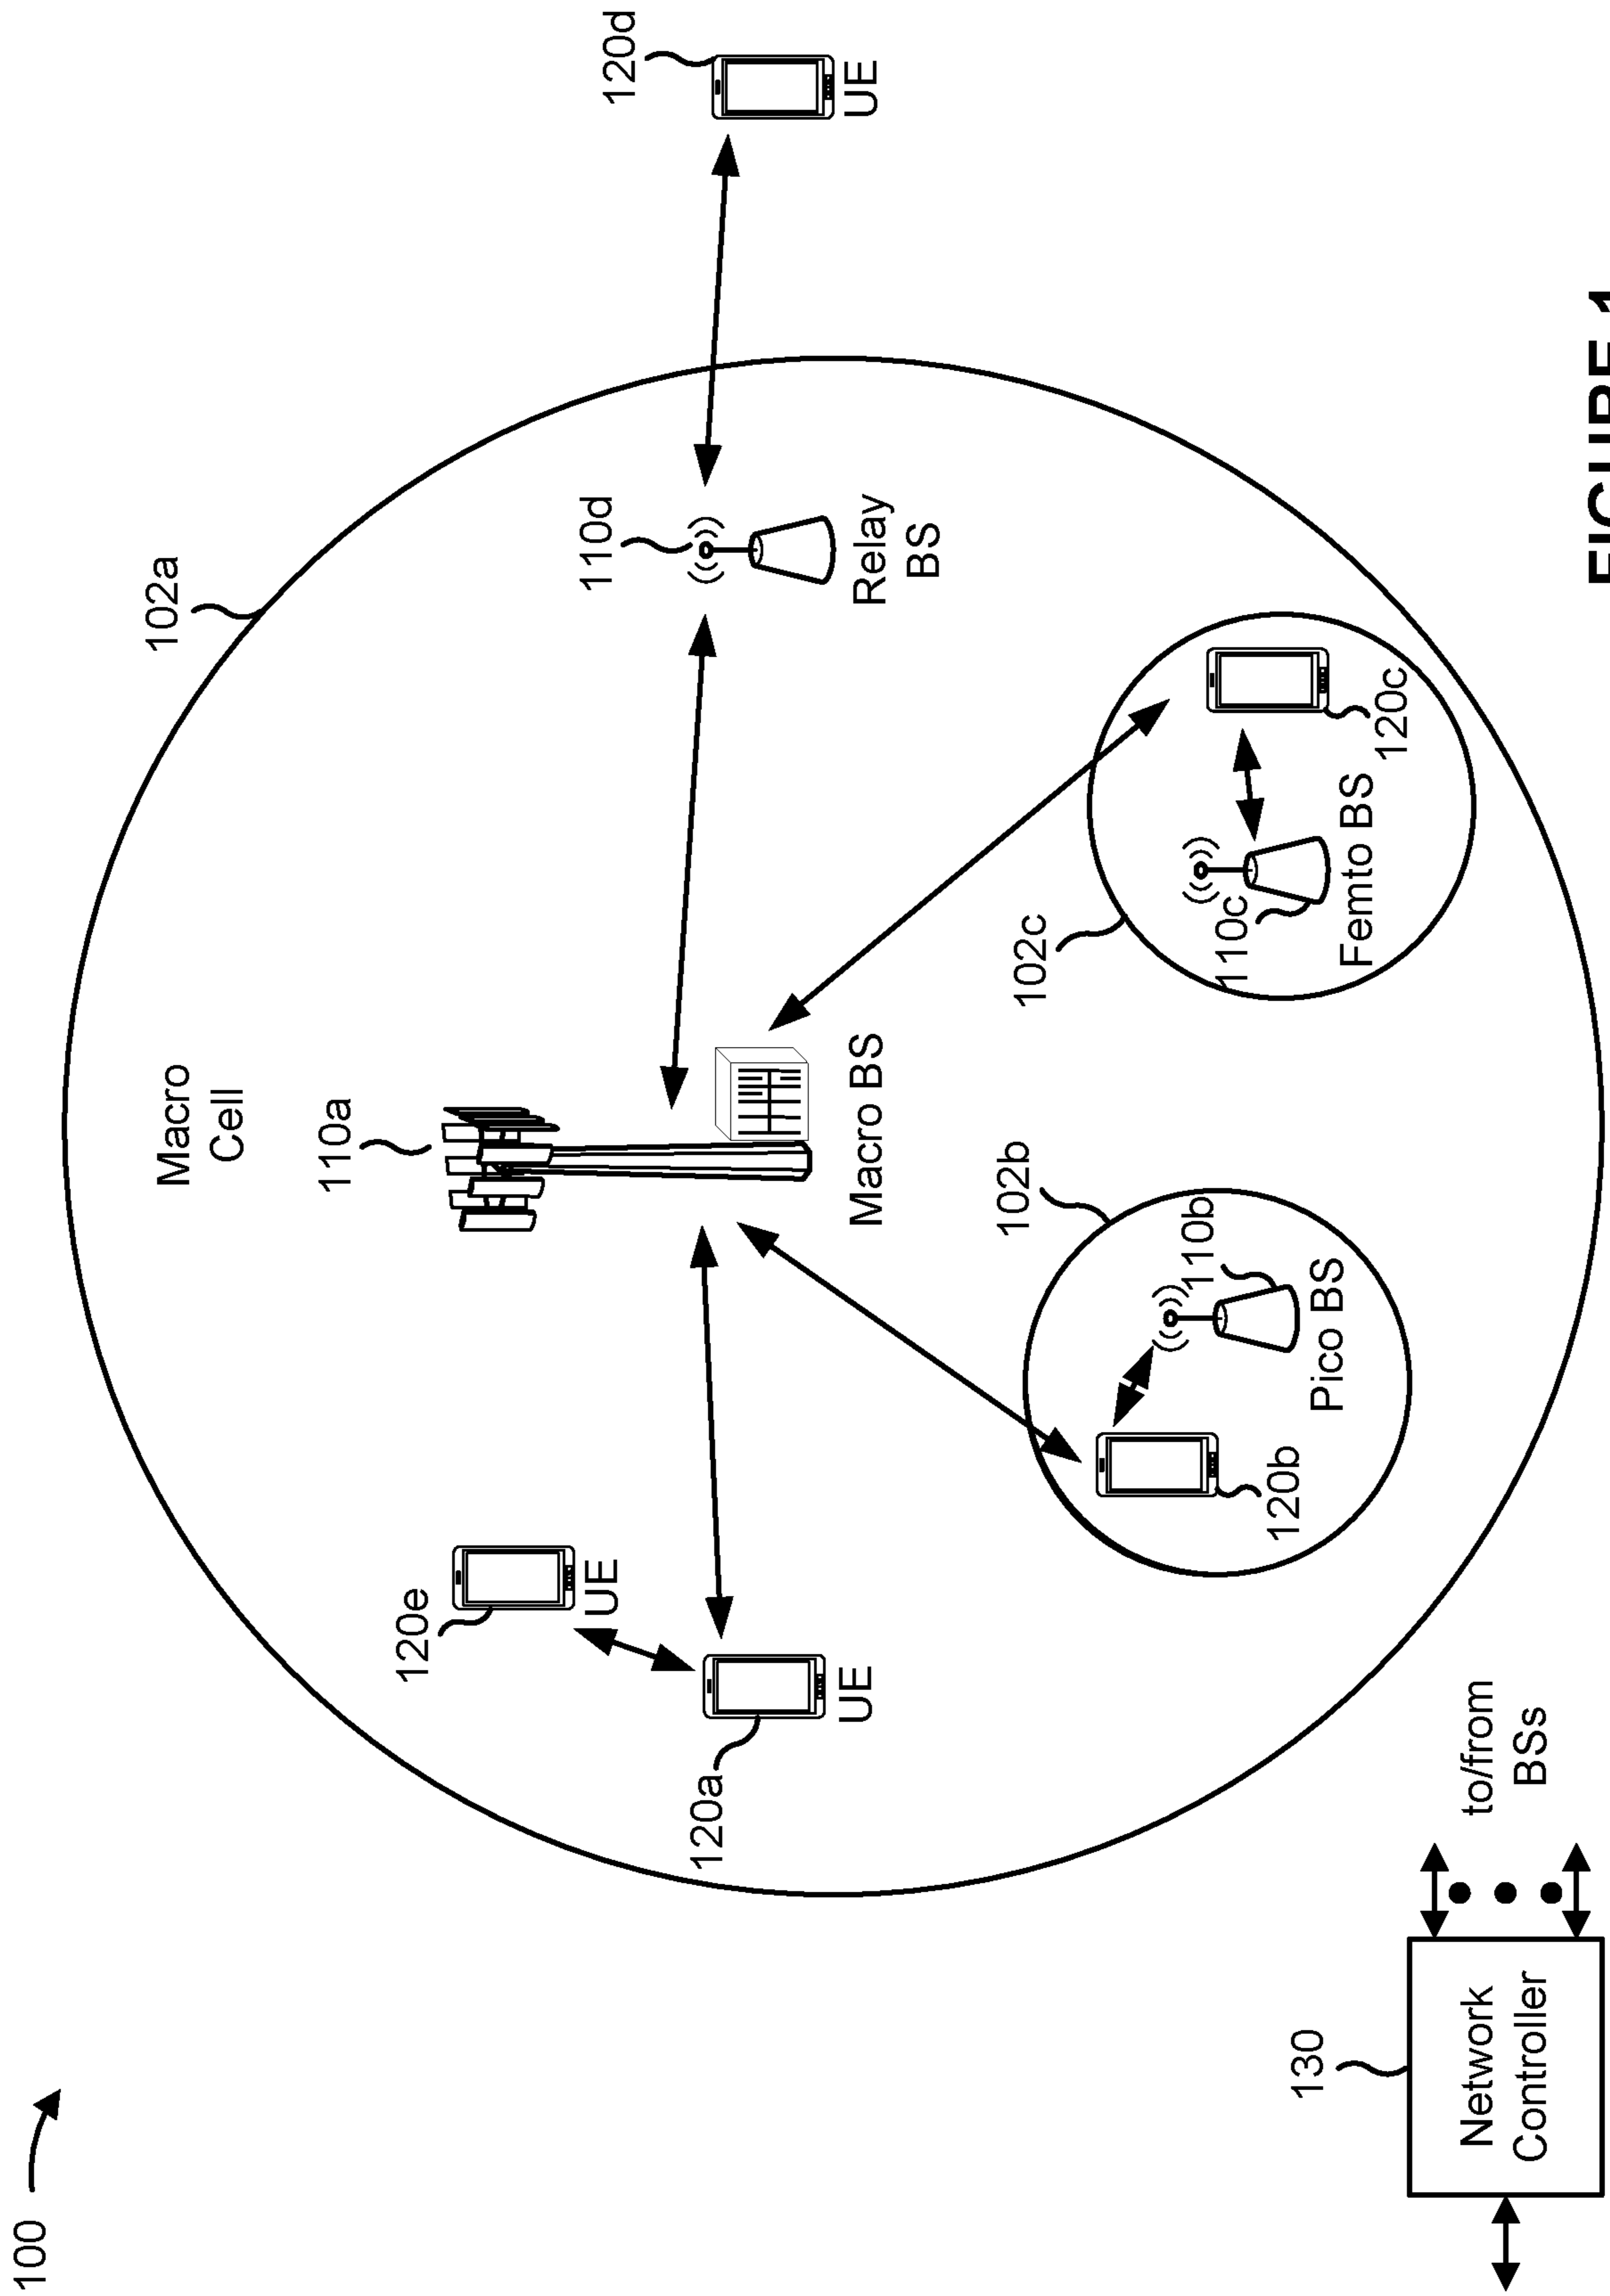 100
Macro
Cell
102a
110a
120d
UE
110d
Relay
BS
120e
UE
120a
UE
Macro BS
102b
102c
110b
Pico BS
120b
110c
Femto BS
120c
130
Network
Controller
to/from
BSs
FIGURE 1